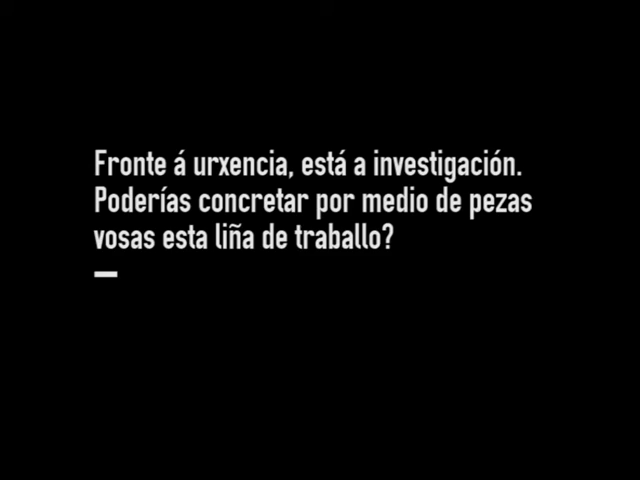 Fronte á urxencia, está a investigación.
Poderías concretar por medio de pezas
vosas esta liña de traballo?